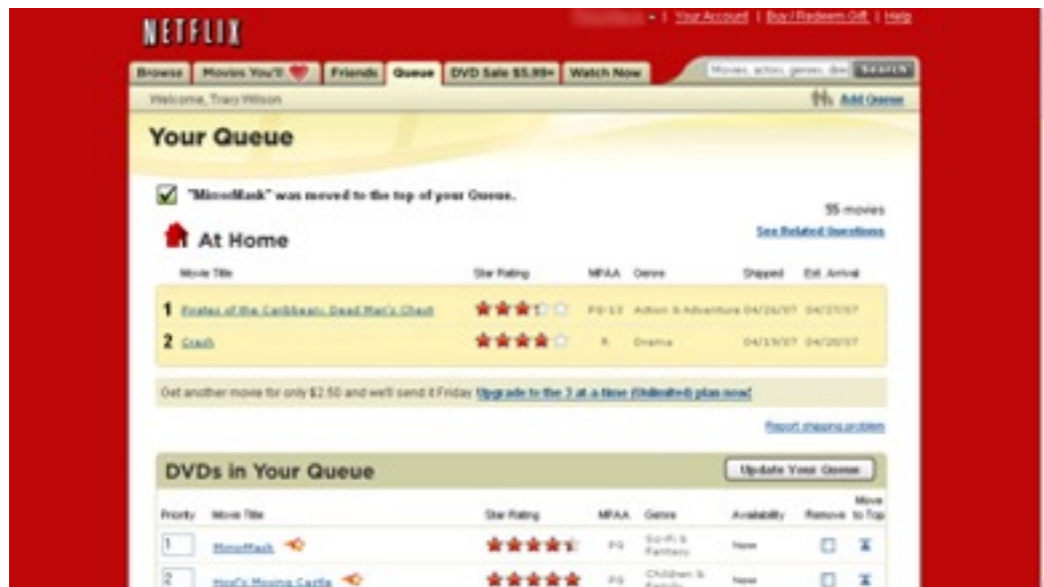 NETFLIX
Your Account | Buy / Redeem Gift | Help
Browse Movies You'll Friends Queue DVD Sale $5.99+ Watch Now Movies, actors, genres, Search
Welcome, Tracy Wilson Add Queue
Your Queue
"MirrorMask" was moved to the top of your Queue.
55 movies
At Home
See Related Questions
Movie Title Star Rating MPAA Genre Shipped Est. Arrival
1 Pirates of the Caribbean: Dead Man's Chest PG-13 Action & Adventure 04/26/07 04/27/07
2 Crash R Drama 04/19/07 04/20/07
Get another movie for only $2.50 and we'll send it Friday Upgrade to the 3 at a time (Unlimited) plan now!
Report shipping problem
DVDs in Your Queue Update Your Queue
Priority Movie Title Star Rating MPAA Genre Availability Remove Move to Top
1 MirrorMask PG Sci-Fi & Fantasy Now
2 Howl's Moving Castle PG Children & Family Now